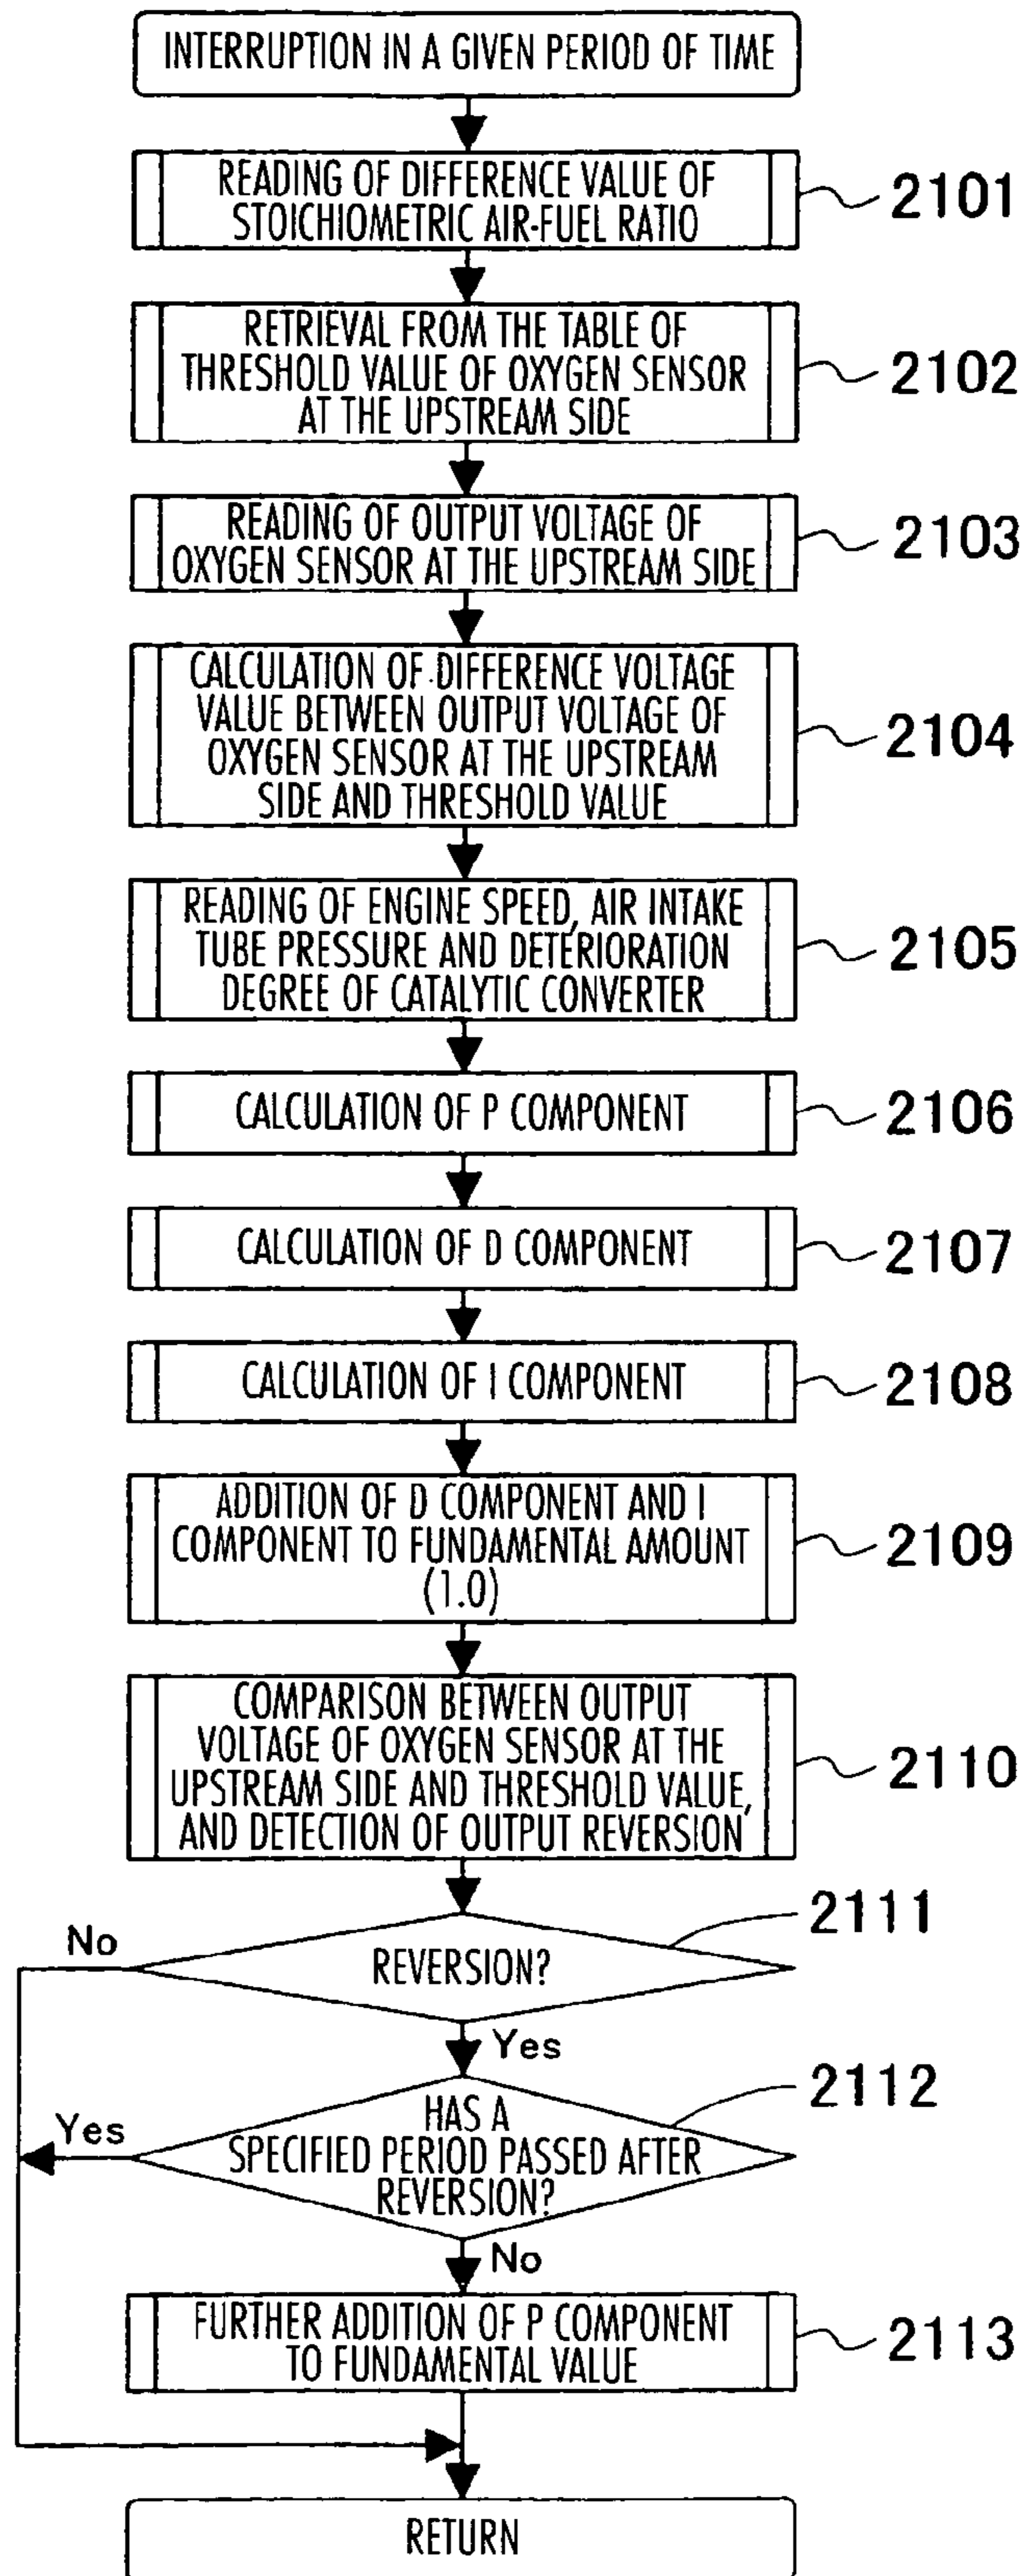 INTERRUPTION IN A GIVEN PERIOD OF TIME
READING OF DIFFERENCE VALUE OF
STOICHIOMETRIC AIR-FUEL RATIO
2101
RETRIEVAL FROM THE TABLE OF
THRESHOLD VALUE OF OXYGEN SENSOR
AT THE UPSTREAM SIDE
2102
READING OF OUTPUT VOLTAGE OF
OXYGEN SENSOR AT THE UPSTREAM SIDE
2103
CALCULATION OF DIFFERENCE VOLTAGE
VALUE BETWEEN OUTPUT VOLTAGE OF
OXYGEN SENSOR AT THE UPSTREAM
SIDE AND THRESHOLD VALUE
2104
READING OF ENGINE SPEED, AIR INTAKE
TUBE PRESSURE AND DETERIORATION
DEGREE OF CATALYTIC CONVERTER
2105
CALCULATION OF P COMPONENT
2106
CALCULATION OF D COMPONENT
2107
CALCULATION OF I COMPONENT
2108
ADDITION OF D COMPONENT AND I
COMPONENT TO FUNDAMENTAL AMOUNT
(1.0)
2109
COMPARISON BETWEEN OUTPUT
VOLTAGE OF OXYGEN SENSOR AT THE
UPSTREAM SIDE AND THRESHOLD VALUE,
AND DETECTION OF OUTPUT REVERSION
2110
2111
No
REVERSION?
Yes
2112
Yes
HAS A
SPECIFIED PERIOD PASSED AFTER
REVERSION?
No
FURTHER ADDITION OF P COMPONENT
TO FUNDAMENTAL VALUE
2113
RETURN